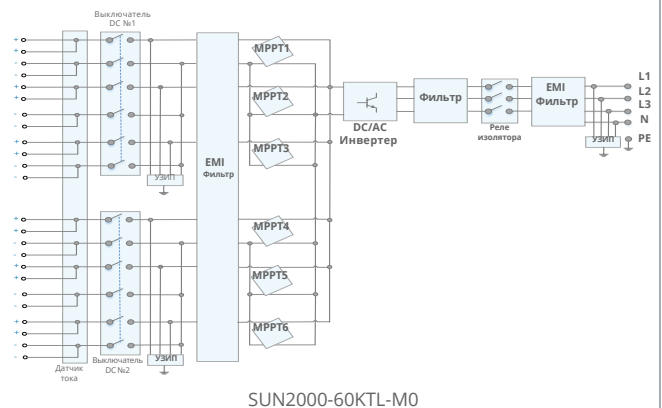 Выключатель
DC №1
+
+
-
-
+
+
-
-
+
+
-
-
УЗИП
EMI
Фильтр
MPPT1
MPPT2
MPPT3
MPPT4
MPPT5
MPPT6
DC/AC
Инвертер
Фильтр
Реле
изолятора
EMI
Фильтр
L1
L2
L3
N
PE
УЗИП
+
+
-
-
+
+
-
-
+
+
-
-
Датчик
тока
Выключатель
DC №2
УЗИП
SUN2000-60KTL-M0